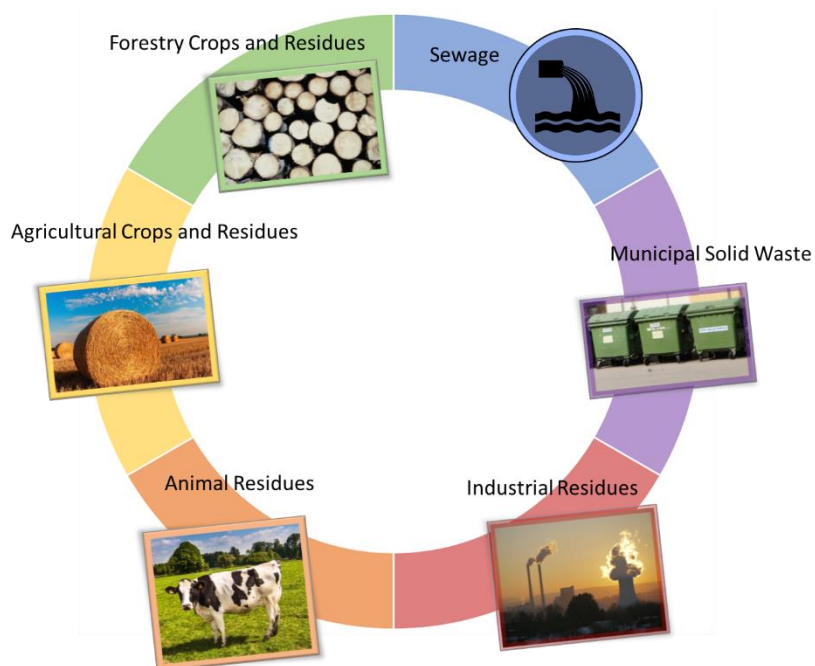 Forestry Crops and Residues
Sewage
Agricultural Crops and Residues
Municipal Solid Waste
Animal Residues
Industrial Residues